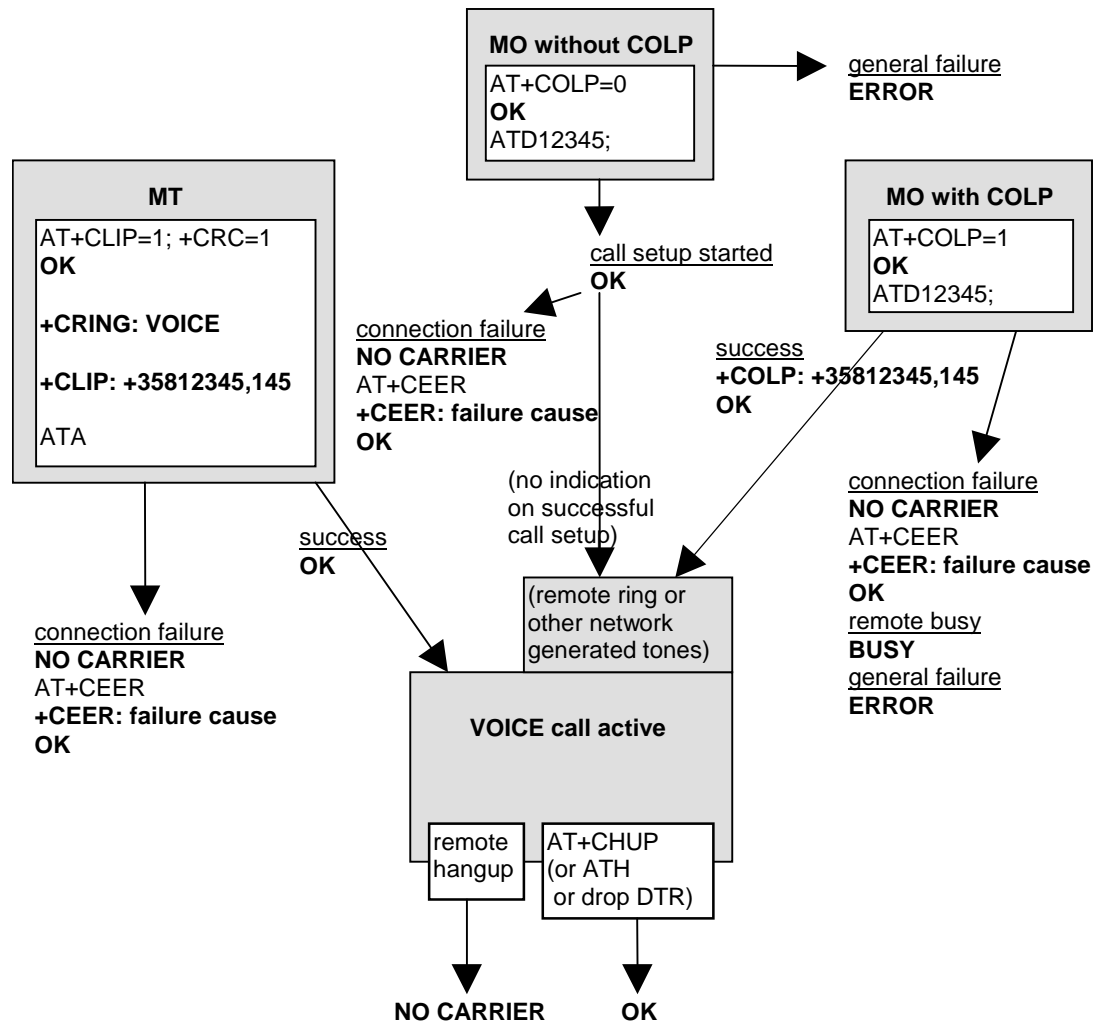 MO without COLP
AT+COLP=0
OK
ATD12345;
general failure
ERROR
MT
AT+CLIP=1; +CRC=1
OK
+CRING: VOICE
+CLIP: +35812345,145
ATA
MO with COLP
AT+COLP=1
OK
ATD12345;
call setup started
OK
connection failure
NO CARRIER
AT+CEER
+CEER: failure cause
OK
success
+COLP: +35812345,145
OK
(no indication
on successful
call setup)
success
OK
connection failure
NO CARRIER
AT+CEER
+CEER: failure cause
OK
remote busy
BUSY
general failure
ERROR
connection failure
NO CARRIER
AT+CEER
+CEER: failure cause
OK
(remote ring or
other network
generated tones)
VOICE call active
remote
hangup
AT+CHUP
(or ATH
or drop DTR)
NO CARRIER
OK